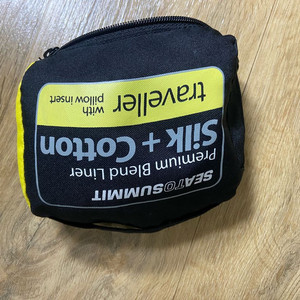 SEATOSUMMIT
Premium Blend Liner
Silk + Cotton
traveller
with
pillow insert